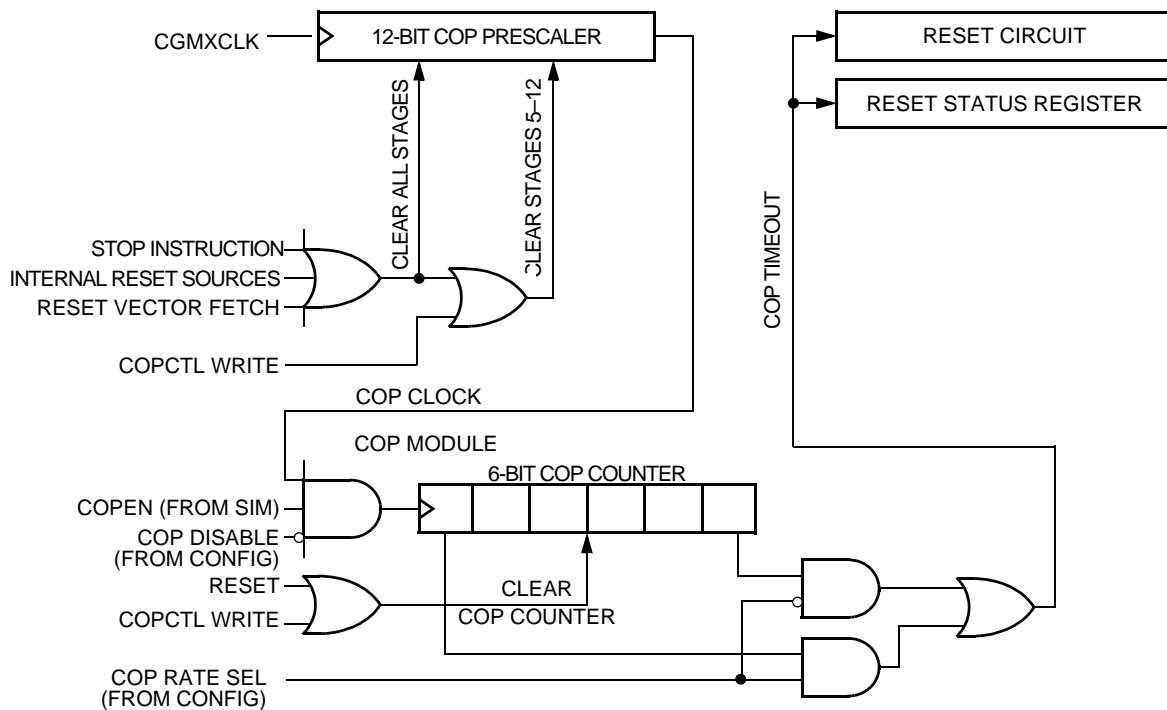 CGMXCLK
12-BIT COP PRESCALER
RESET CIRCUIT
RESET STATUS REGISTER
CLEAR ALL STAGES
CLEAR STAGES 5–12
COP TIMEOUT
STOP INSTRUCTION
INTERNAL RESET SOURCES
RESET VECTOR FETCH
COPCTL WRITE
COP CLOCK
COP MODULE
6-BIT COP COUNTER
COPEN (FROM SIM)
COP DISABLE
(FROM CONFIG)
RESET
COPCTL WRITE
CLEAR
COP COUNTER
COP RATE SEL
(FROM CONFIG)